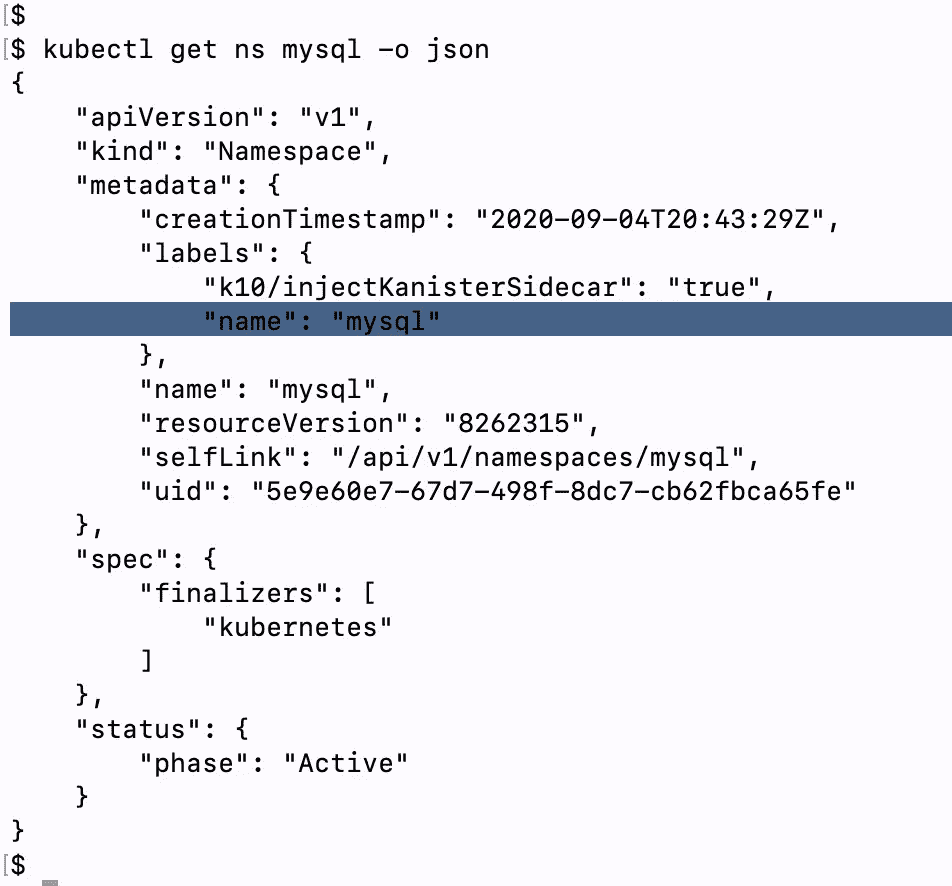 [$
[$ kubectl get ns mysql -o json
{
    "apiVersion": "v1",
    "kind": "Namespace",
    "metadata": {
        "creationTimestamp": "2020-09-04T20:43:29Z",
        "labels": {
            "k10/injectKanisterSidecar": "true",
            "name": "mysql"
        },
        "name": "mysql",
        "resourceVersion": "8262315",
        "selfLink": "/api/v1/namespaces/mysql",
        "uid": "5e9e60e7-67d7-498f-8dc7-cb62fbca65fe"
    },
    "spec": {
        "finalizers": [
            "kubernetes"
        ]
    },
    "status": {
        "phase": "Active"
    }
}
[$